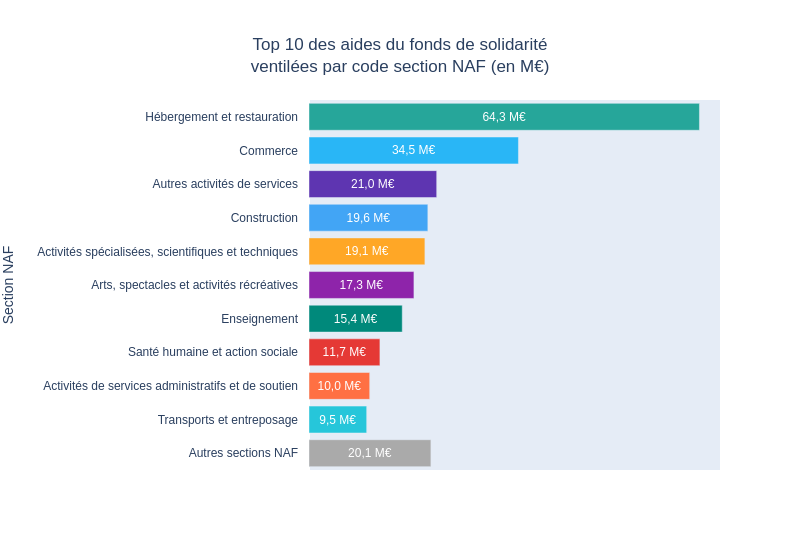 Top 10 des aides du fonds de solidarité
ventilées par code section NAF (en M€)
Section NAF
Hébergement et restauration 64,3 M€
Commerce 34,5 M€
Autres activités de services 21,0 M€
Construction 19,6 M€
Activités spécialisées, scientifiques et techniques 19,1 M€
Arts, spectacles et activités récréatives 17,3 M€
Enseignement 15,4 M€
Santé humaine et action sociale 11,7 M€
Activités de services administratifs et de soutien 10,0 M€
Transports et entreposage 9,5 M€
Autres sections NAF 20,1 M€